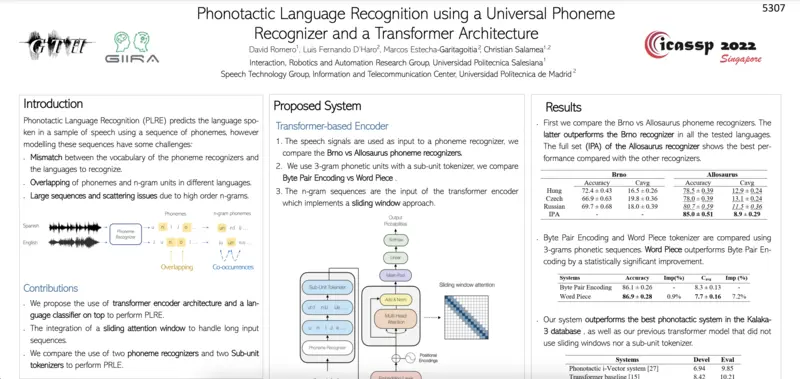 5307
Phonotactic Language Recognition using a Universal Phoneme
Recognizer and a Transformer Architecture
David Romero¹, Luis Fernando D'Haro², Marcos Estecha-Garitagoitia², Christian Salamea¹,²
Interaction, Robotics and Automation Research Group, Universidad Politecnica Salesiana¹
Speech Technology Group, Information and Telecommunication Center, Universidad Politecnica de Madrid ²
GTH
GIIRA
icassp 2022
Singapore
Introduction
Phonotactic Language Recognition (PLRE) predicts the language spo-
ken in a sample of speech using a sequence of phonemes, however
modelling these sequences have some challenges:
. Mismatch between the vocabulary of the phoneme recognizers and
the languages to recognize.
. Overlapping of phonemes and n-gram units in different languages.
. Large sequences and scattering issues due to high order n-grams.
Phonemes
n-gram phonemes
Spanish
English
Phoneme
Recognizer
Overlapping
Co-occurrences
Contributions
. We propose the use of transformer encoder architecture and a lan-
guage classifier on top to perform PLRE.
. The integration of a sliding attention window to handle long input
sequences.
. We compare the use of two phoneme recognizers and two Sub-unit
tokenizers to perform PRLE.
Proposed System
Transformer-based Encoder
1. The speech signals are used as input to a phoneme recognizer, we
compare the Brno vs Allosaurus phoneme recognizers.
2. We use 3-gram phonetic units with a sub-unit tokenizer, we compare
Byte Pair Encoding vs Word Piece .
3. The n-gram sequences are the input of the transformer encoder
which implements a sliding window approach.
Output
Probabilities
Softmax
Linear
Mean Pool
Sub-Unit Tokenizer
Add & Norm
Multi-Head
Attention
Phoneme Recognizer
Sliding window attention
Positional
Encodings
Results
. First we compare the Brno vs Allosaurus phoneme recognizers. The
latter outperforms the Brno recognizer in all the tested languages.
The full set (IPA) of the Allosaurus recognizer shows the best per-
formance compared with the other recognizers.
Brno Allosaurus
Accuracy Cavg Accuracy Cavg
Hung 72.4 ± 0.43 16.5 ± 0.26 78.5 ± 0.39 12.9 ± 0.24
Czech 66.9 ± 0.63 19.8 ± 0.36 78.0 ± 0.39 13.1 ± 0.24
Russian 69.7 ± 0.68 18.0 ± 0.39 80.7 ± 0.59 11.5 ± 0.36
IPA - - 85.0 ± 0.51 8.9 ± 0.29
. Byte Pair Encoding and Word Piece tokenizer are compared using
3-grams phonetic sequences. Word Piece outperforms Byte Pair En-
coding by a statistically significant improvement.
Systems Accuracy Imp(%) Cavg Imp (%)
Byte Pair Encoding 86.1 ± 0.26 - 8.3 ± 0.13 -
Word Piece 86.9 ± 0.28 0.9% 7.7 ± 0.16 7.2%
. Our system outperforms the best phonotactic system in the Kalaka-
3 database , as well as our previous transformer model that did not
use sliding windows nor a sub-unit tokenizer.
Systems Devel Eval
Phonotactic i-Vector system [27] 6.94 9.85
Transformer baseline [15] 8.42 10.21